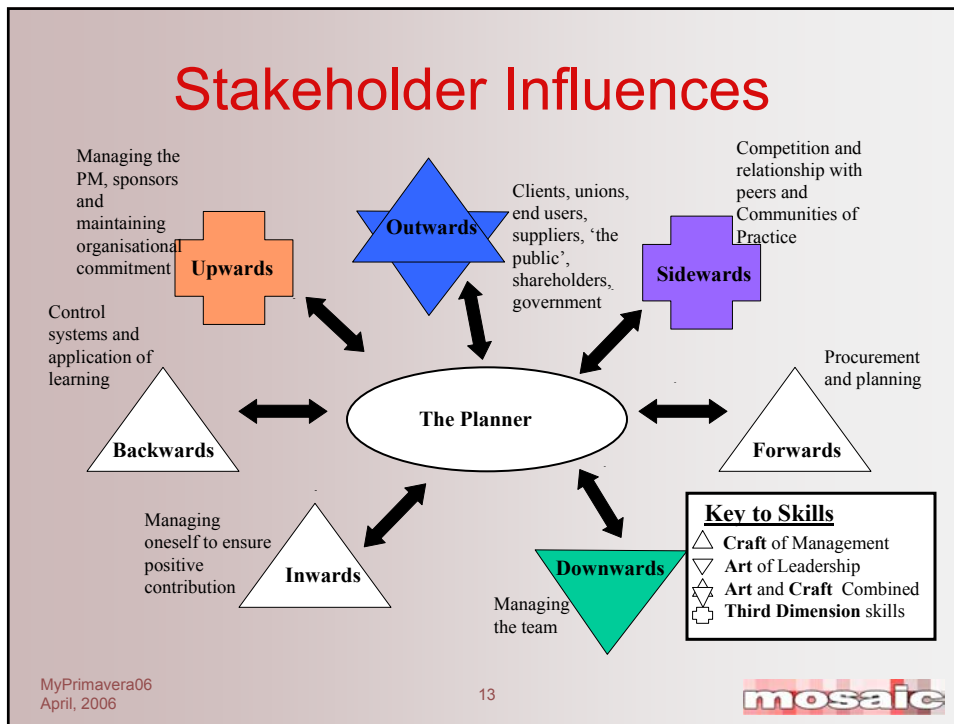 Stakeholder Influences
Managing the
PM, sponsors
and
maintaining
organisational
commitment
Upwards
Outwards
Clients, unions,
end users,
suppliers, ‘the
public’,
shareholders,
government
Competition and
relationship with
peers and
Communities of
Practice
Sidewards
Control
systems and
application of
learning
Backwards
The Planner
Procurement
and planning
Forwards
Managing
oneself to ensure
positive
contribution
Inwards
Downwards
Managing
the team
Key to Skills
Craft of Management
Art of Leadership
Art and Craft Combined
Third Dimension skills
MyPrimavera06
April, 2006
13
mosaic